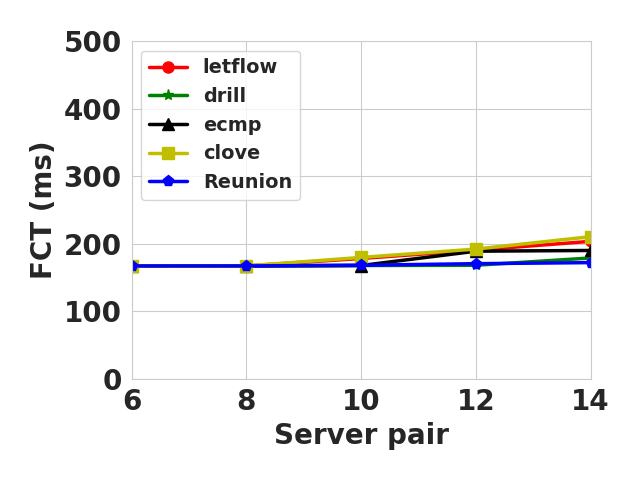 500
400
300
200
100
0
FCT (ms)
letflow
drill
ecmp
clove
Reunion
6 8 10 12 14
Server pair